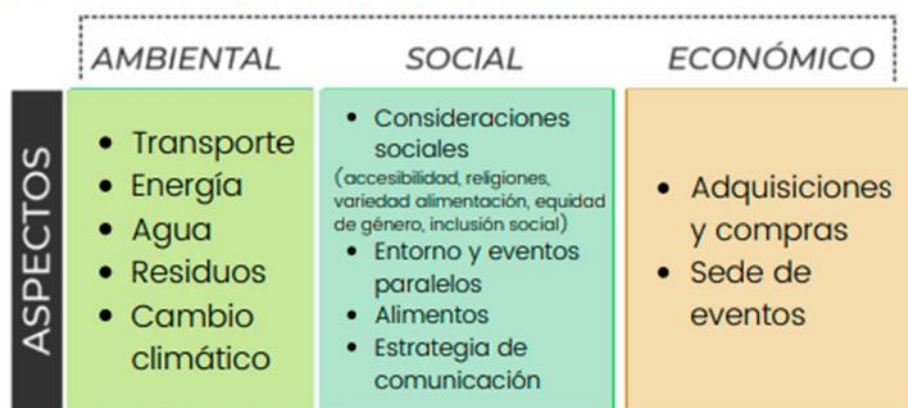 AMBIENTAL
SOCIAL
ECONÓMICO
ASPECTOS
• Transporte
• Energía
• Agua
• Residuos
• Cambio
climático
• Consideraciones
sociales
(accesibilidad, religiones,
variedad alimentación, equidad
de género, inclusión social)
• Entorno y eventos
paralelos
• Alimentos
• Estrategia de
comunicación
• Adquisiciones
y compras
• Sede de
eventos